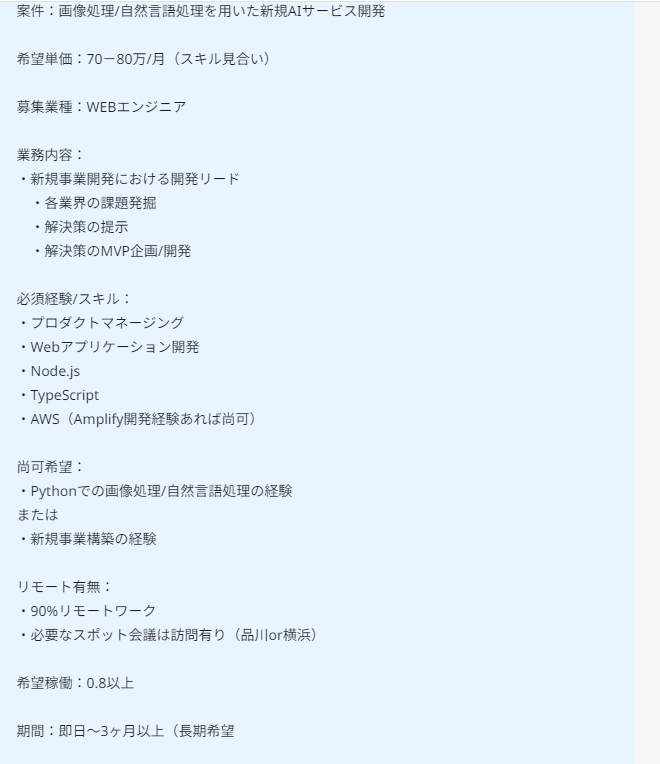 案件：画像処理/自然言語処理を用いた新規AIサービス開発
希望単価：70－80万/月（スキル見合い）
募集業種：WEBエンジニア
業務内容：
・新規事業開発における開発リード
・各業界の課題発掘
・解決策の提示
・解決策のMVP企画/開発
必須経験/スキル：
・プロダクトマネージング
・Webアプリケーション開発
・Node.js
・TypeScript
・AWS（Amplify開発経験あれば尚可）
尚可希望：
・Pythonでの画像処理/自然言語処理の経験
または
・新規事業構築の経験
リモート有無：
・90%リモートワーク
・必要なスポット会議は訪問有り（品川or横浜）
希望稼働：0.8以上
期間：即日～3ヶ月以上（長期希望